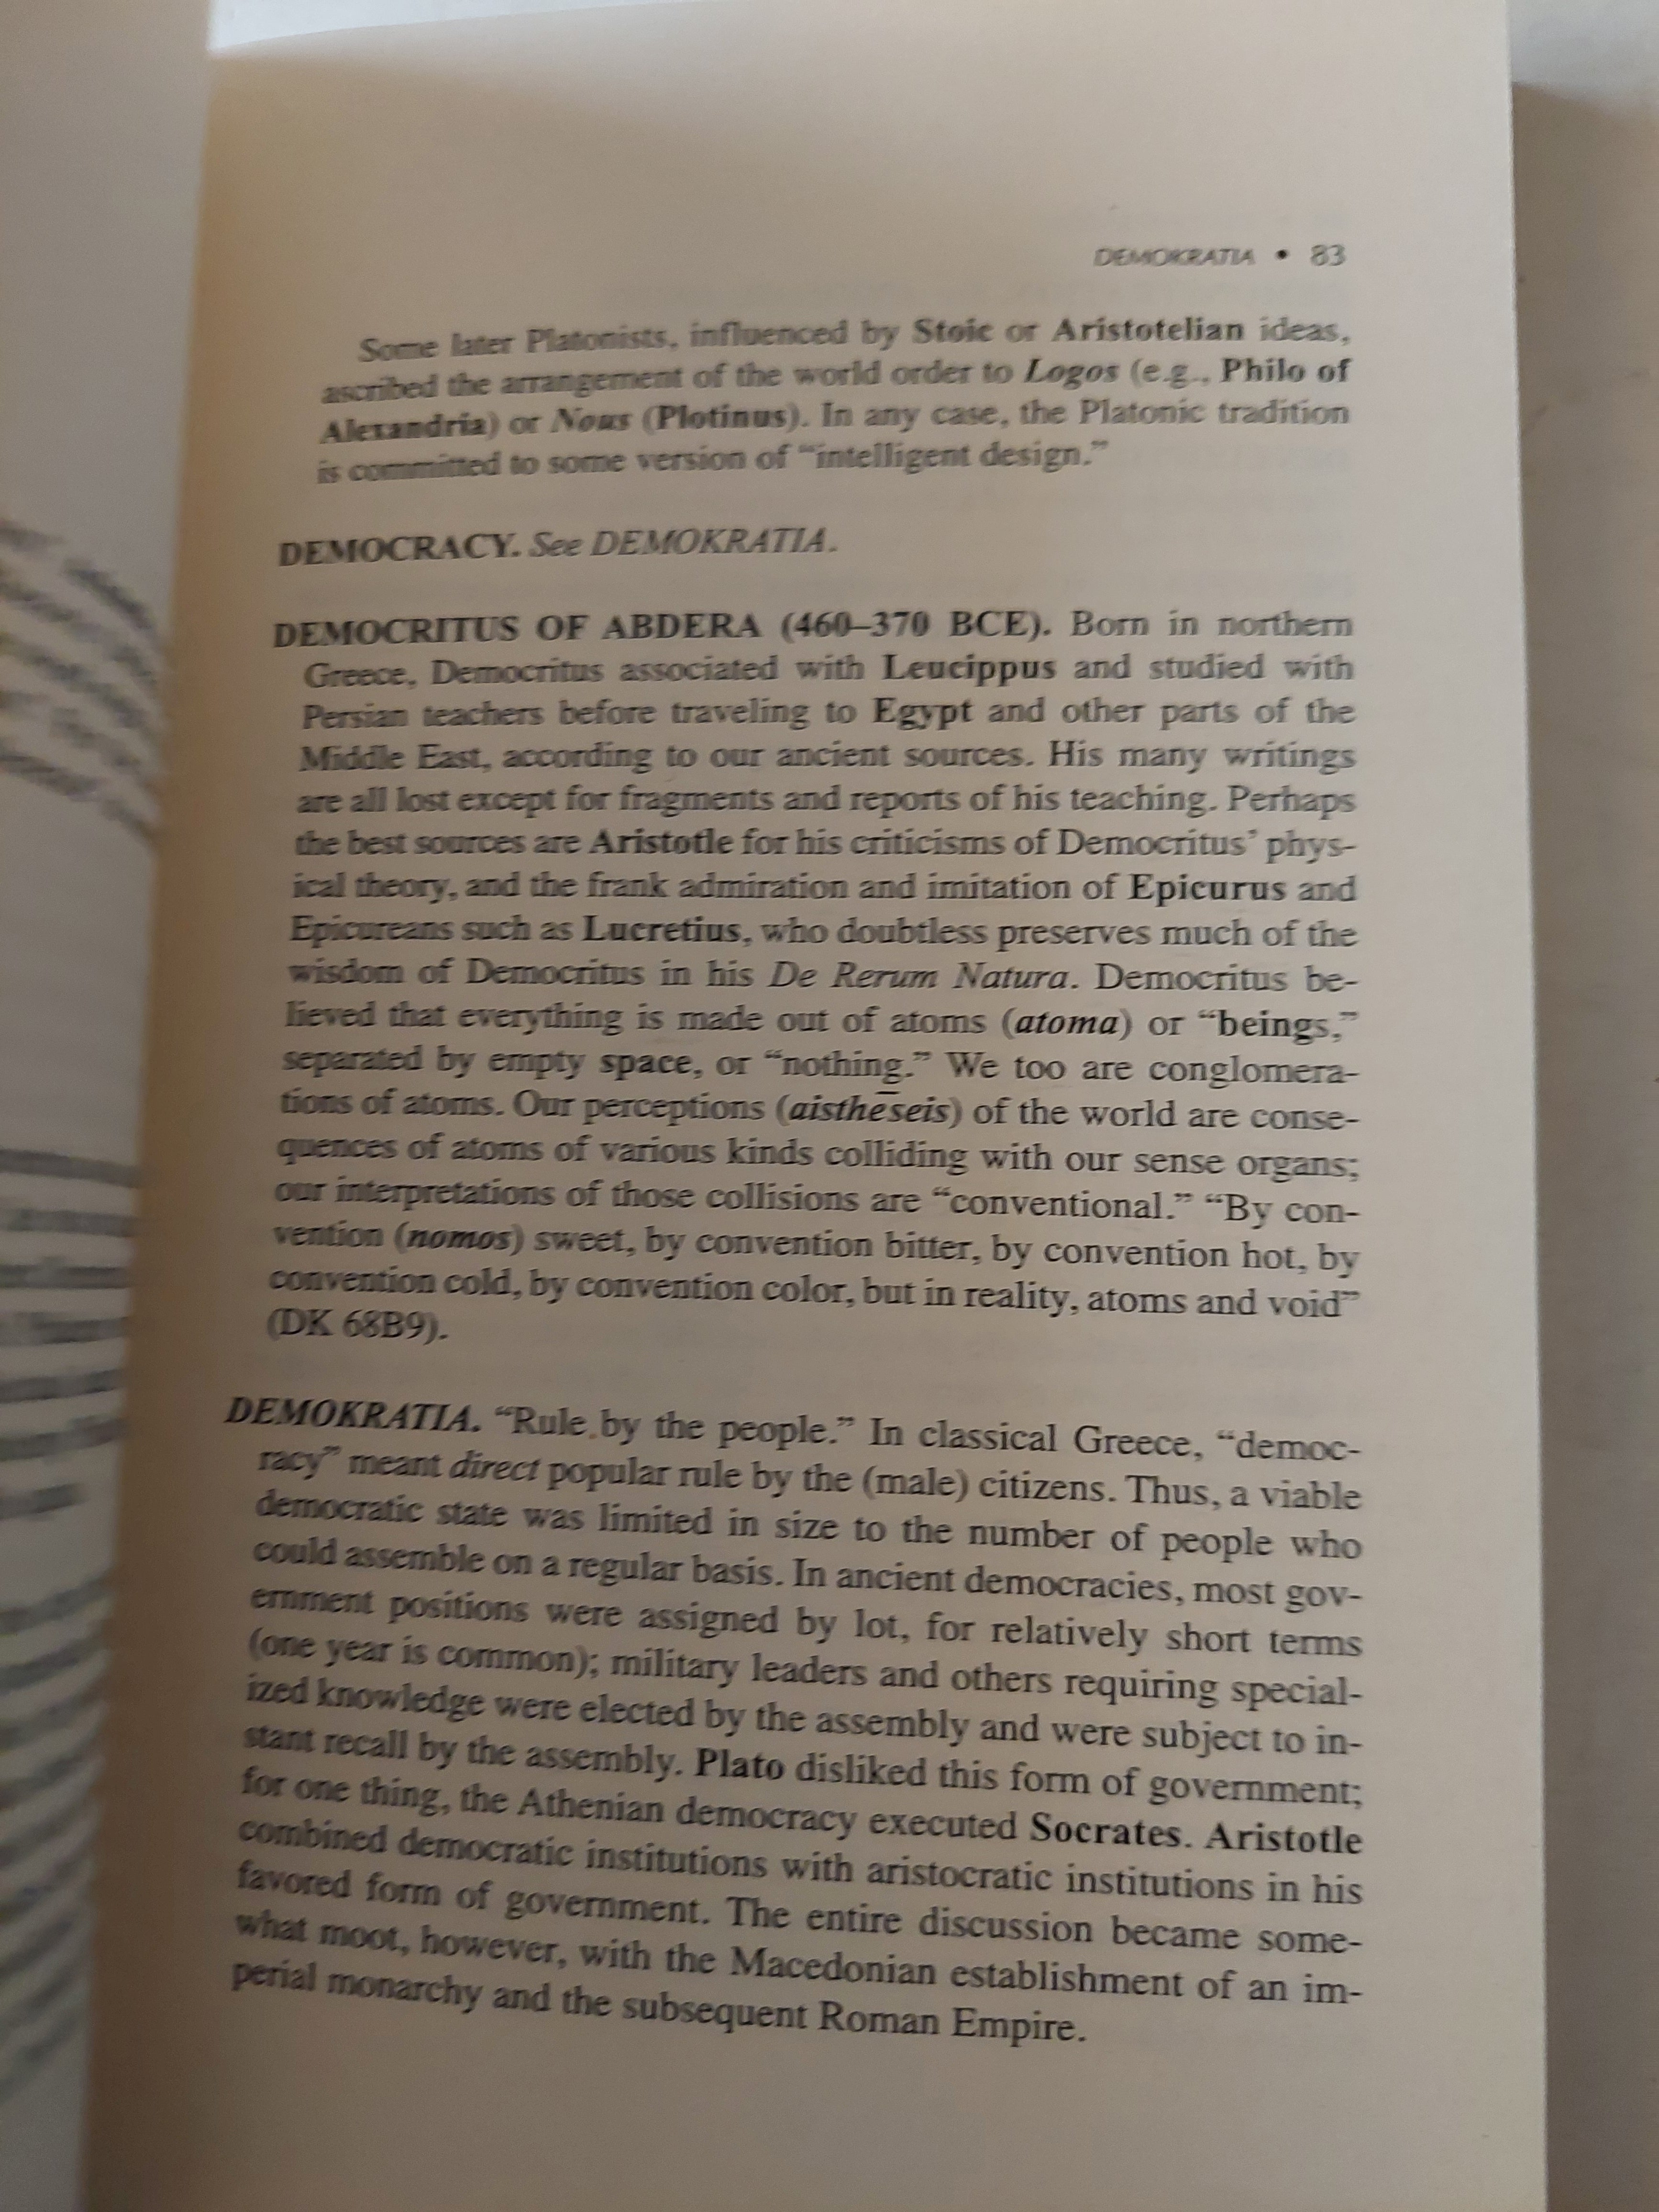 DEMOKRATIA • 83
Some later Platonists, influenced by Stoic or Aristotelian ideas,
ascribed the arrangement of the world order to Logos (e.g., Philo of
Alexandria) or Nous (Plotinus). In any case, the Platonic tradition
is committed to some version of “intelligent design.”
DEMOCRACY. See DEMOKRATIA.
DEMOCRITUS OF ABDERA (460–370 BCE). Born in northern
Greece, Democritus associated with Leucippus and studied with
Persian teachers before traveling to Egypt and other parts of the
Middle East, according to our ancient sources. His many writings
are all lost except for fragments and reports of his teaching. Perhaps
the best sources are Aristotle for his criticisms of Democritus’ phys-
ical theory, and the frank admiration and imitation of Epicurus and
Epicureans such as Lucretius, who doubtless preserves much of the
wisdom of Democritus in his De Rerum Natura. Democritus be-
lieved that everything is made out of atoms (atoma) or “beings,”
separated by empty space, or “nothing.” We too are conglomera-
tions of atoms. Our perceptions (aisthēseis) of the world are conse-
quences of atoms of various kinds colliding with our sense organs;
our interpretations of those collisions are “conventional.” “By con-
vention (nomos) sweet, by convention bitter, by convention hot, by
convention cold, by convention color, but in reality, atoms and void”
(DK 68B9).
DEMOKRATIA. “Rule by the people.” In classical Greece, “democ-
racy” meant direct popular rule by the (male) citizens. Thus, a viable
democratic state was limited in size to the number of people who
could assemble on a regular basis. In ancient democracies, most gov-
ernment positions were assigned by lot, for relatively short terms
(one year is common); military leaders and others requiring special-
ized knowledge were elected by the assembly and were subject to in-
stant recall by the assembly. Plato disliked this form of government;
for one thing, the Athenian democracy executed Socrates. Aristotle
combined democratic institutions with aristocratic institutions in his
favored form of government. The entire discussion became some-
what moot, however, with the Macedonian establishment of an im-
perial monarchy and the subsequent Roman Empire.